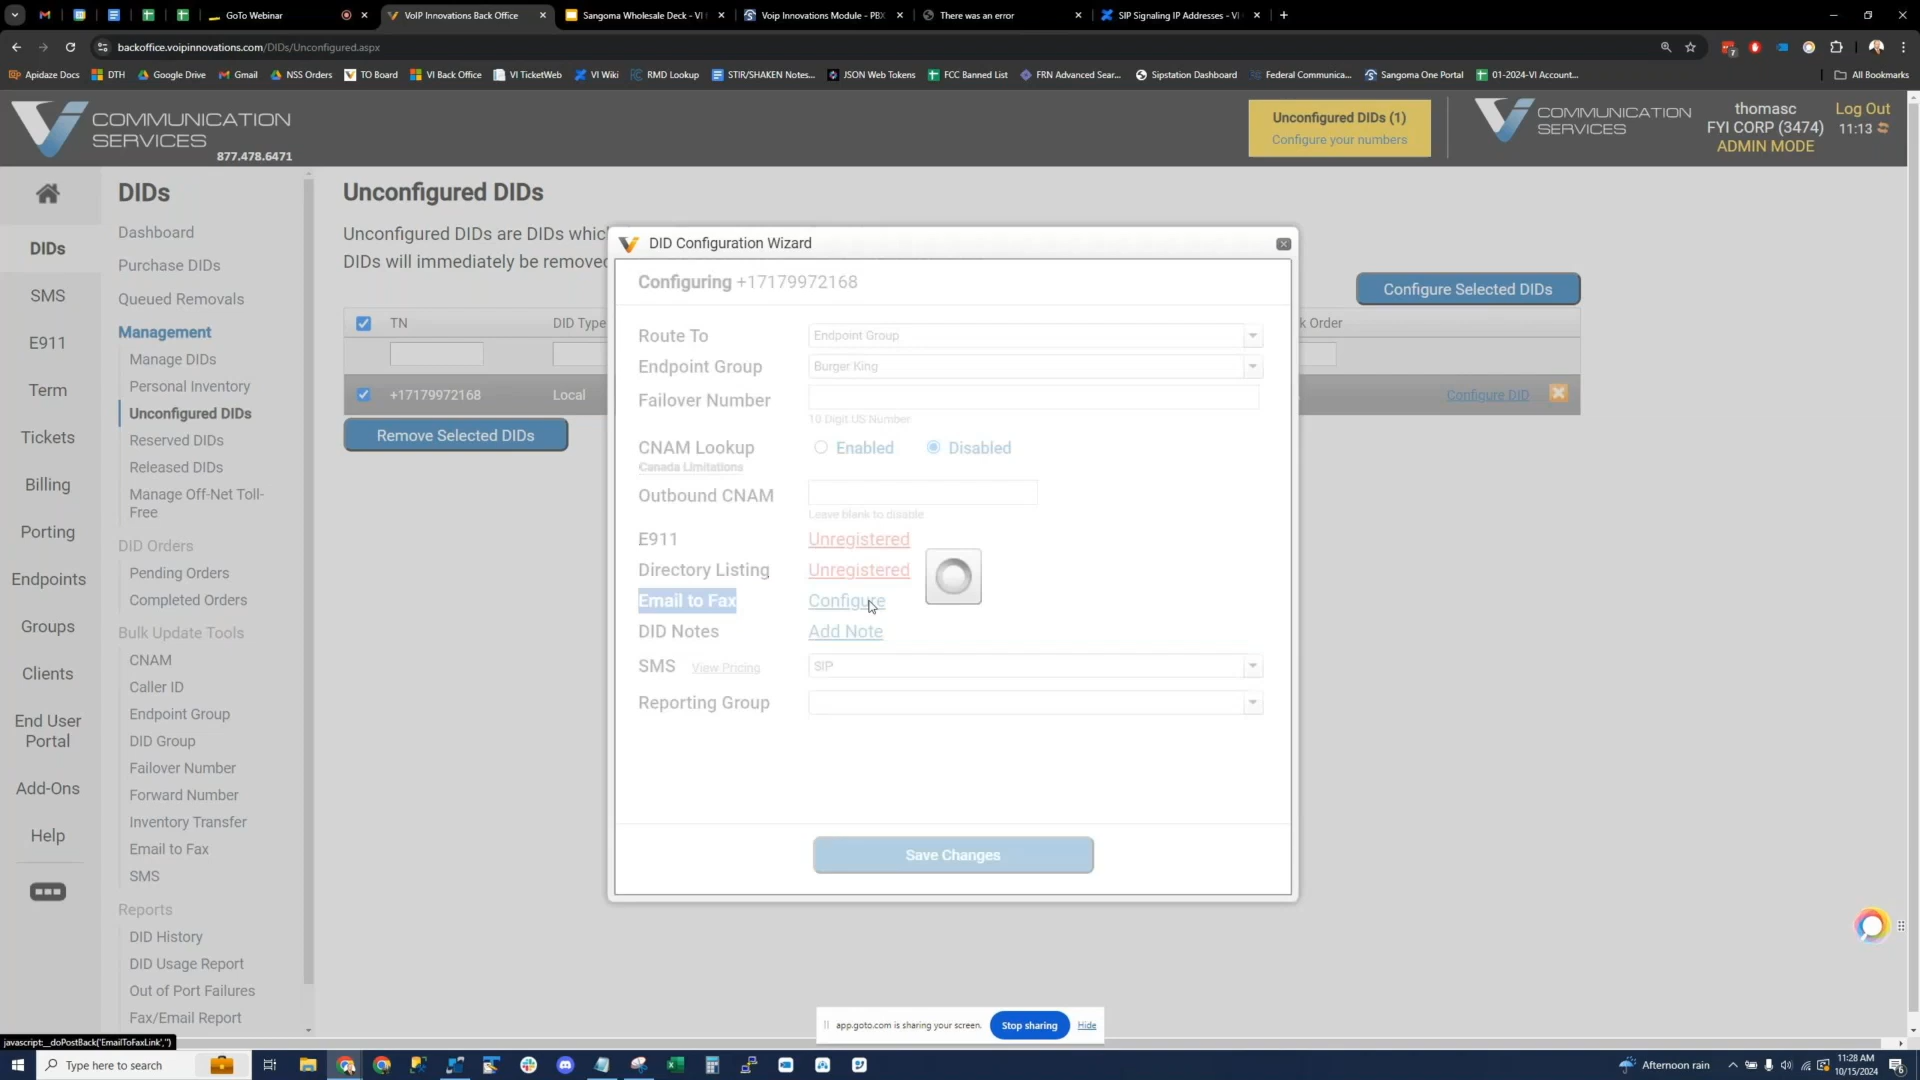 GoTo Webinar
VoIP Innovations Back Office
Sangoma Wholesale Deck - VI
Voip Innovations Module - PBX
There was an error
SIP Signaling IP Addresses - VI
backoffice.voipinnovations.com/DIDs/Unconfigured.aspx
Apidaze Docs
DTH
Google Drive
Gmail
NSS Orders
TO Board
VI Back Office
VI TicketWeb
VI Wiki
RMD Lookup
STIR/SHAKEN Notes...
JSON Web Tokens
FCC Banned List
FRN Advanced Sear...
Sipstation Dashboard
Federal Communica...
Sangoma One Portal
01-2024-VI Account...
All Bookmarks
COMMUNICATION
SERVICES
877.478.6471
Unconfigured DIDs (1)
Configure your numbers
COMMUNICATION
SERVICES
thomasc
FYI CORP (3474)
ADMIN MODE
Log Out
11:13
DIDs
SMS
E911
Term
Tickets
Billing
Porting
Endpoints
Groups
Clients
End User
Portal
Add-Ons
Help
DIDs
Dashboard
Purchase DIDs
Queued Removals
Management
Manage DIDs
Personal Inventory
Unconfigured DIDs
Reserved DIDs
Released DIDs
Manage Off-Net Toll-
Free
DID Orders
Pending Orders
Completed Orders
Bulk Update Tools
CNAM
Caller ID
Endpoint Group
DID Group
Failover Number
Forward Number
Inventory Transfer
Email to Fax
SMS
Reports
DID History
DID Usage Report
Out of Port Failures
Fax/Email Report
Unconfigured DIDs
Unconfigured DIDs are DIDs whic
DIDs will immediately be remove
Configure Selected DIDs
TN
DID Type
k Order
+17179972168
Local
Configure DID
Remove Selected DIDs
DID Configuration Wizard
Configuring +17179972168
Route To
Endpoint Group
Endpoint Group
Burger King
Failover Number
10 Digit US Number
CNAM Lookup
Enabled
Disabled
Canada Limitations
Outbound CNAM
Leave blank to disable
E911
Unregistered
Directory Listing
Unregistered
Email to Fax
Configure
DID Notes
Add Note
SMS
View Pricing
SIP
Reporting Group
Save Changes
app.goto.com is sharing your screen.
Stop sharing
Hide
javascript:__doPostBack('EmailToFaxLink','')
Type here to search
Afternoon rain
11:28 AM
10/15/2024